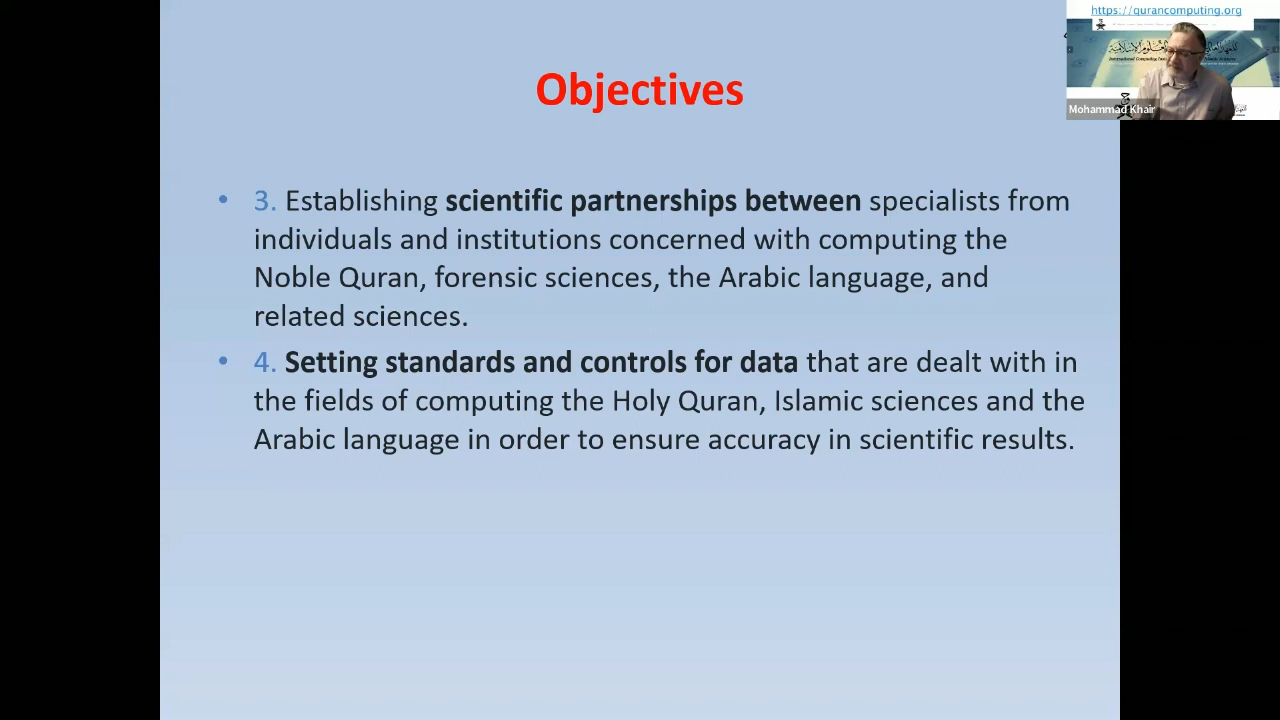 Objectives
• 3. Establishing scientific partnerships between specialists from
individuals and institutions concerned with computing the
Noble Quran, forensic sciences, the Arabic language, and
related sciences.
• 4. Setting standards and controls for data that are dealt with in
the fields of computing the Holy Quran, Islamic sciences and the
Arabic language in order to ensure accuracy in scientific results.
https://qurancomputing.org
International Computing
Mohammad Khair